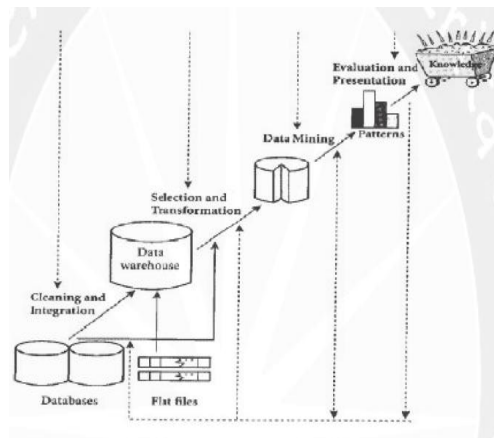 Evaluation and
Presentation
Knowledge
Patterns
Data Mining
Selection and
Transformation
Data
warehouse
Cleaning and
Integration
Databases
Flat files